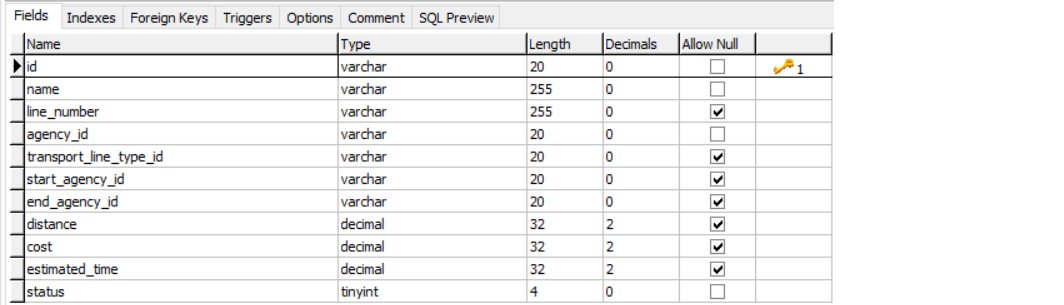 Fields Indexes Foreign Keys Triggers Options Comment SQL Preview
Name Type Length Decimals Allow Null
id varchar 20 0 1
name varchar 255 0
line_number varchar 255 0
agency_id varchar 20 0
transport_line_type_id varchar 20 0
start_agency_id varchar 20 0
end_agency_id varchar 20 0
distance decimal 32 2
cost decimal 32 2
estimated_time decimal 32 2
status tinyint 4 0